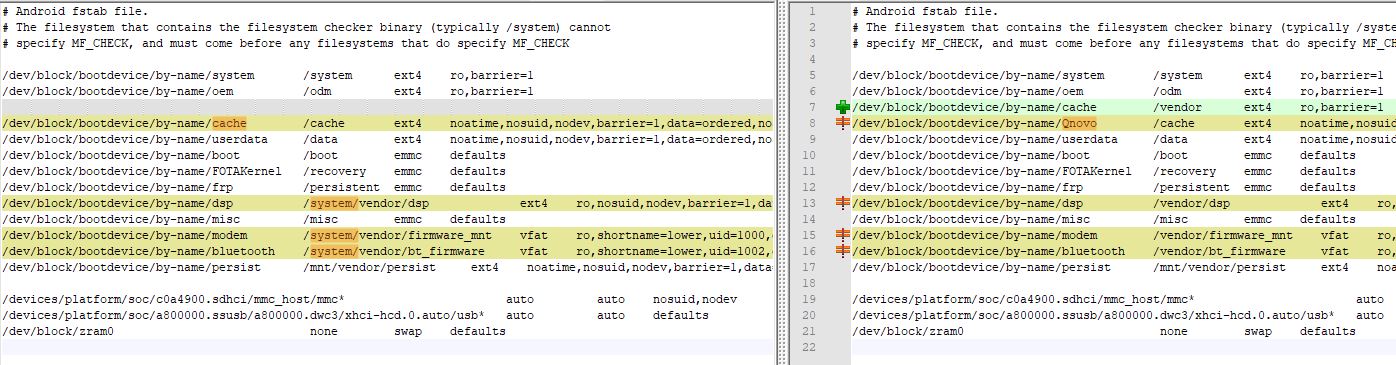 # Android fstab file.
# The filesystem that contains the filesystem checker binary (typically /system) cannot
# specify MF_CHECK, and must come before any filesystems that do specify MF_CHECK
/dev/block/bootdevice/by-name/system /system ext4 ro,barrier=1
/dev/block/bootdevice/by-name/oem /odm ext4 ro,barrier=1
/dev/block/bootdevice/by-name/cache /cache ext4 noatime,nosuid,nodev,barrier=1,data=ordered,no
/dev/block/bootdevice/by-name/userdata /data ext4 noatime,nosuid,nodev,barrier=1,data=ordered,no
/dev/block/bootdevice/by-name/boot /boot emmc defaults
/dev/block/bootdevice/by-name/FOTAKernel /recovery emmc defaults
/dev/block/bootdevice/by-name/frp /persistent emmc defaults
/dev/block/bootdevice/by-name/dsp /system/vendor/dsp ext4 ro,nosuid,nodev,barrier=1,da
/dev/block/bootdevice/by-name/misc /misc emmc defaults
/dev/block/bootdevice/by-name/modem /system/vendor/firmware_mnt vfat ro,shortname=lower,uid=1000,
/dev/block/bootdevice/by-name/bluetooth /system/vendor/bt_firmware vfat ro,shortname=lower,uid=1002,
/dev/block/bootdevice/by-name/persist /mnt/vendor/persist ext4 noatime,nosuid,nodev,barrier=1,data
/devices/platform/soc/c0a4900.sdhci/mmc_host/mmc* auto auto nosuid,nodev
/devices/platform/soc/a800000.ssusb/a800000.dwc3/xhci-hcd.0.auto/usb* auto auto defaults
/dev/block/zram0 none swap defaults
1 # Android fstab file.
2 # The filesystem that contains the filesystem checker binary (typically /syste
3 # specify MF_CHECK, and must come before any filesystems that do specify MF_CH
4
5 /dev/block/bootdevice/by-name/system /system ext4 ro,barrier=1
6 /dev/block/bootdevice/by-name/oem /odm ext4 ro,barrier=1
7 /dev/block/bootdevice/by-name/cache /vendor ext4 ro,barrier=1
8 /dev/block/bootdevice/by-name/Qnovo /cache ext4 noatime,nosuid
9 /dev/block/bootdevice/by-name/userdata /data ext4 noatime,nosuid
10 /dev/block/bootdevice/by-name/boot /boot emmc defaults
11 /dev/block/bootdevice/by-name/FOTAKernel /recovery emmc defaults
12 /dev/block/bootdevice/by-name/frp /persistent emmc defaults
13 /dev/block/bootdevice/by-name/dsp /vendor/dsp ext4 ro,
14 /dev/block/bootdevice/by-name/misc /misc emmc defaults
15 /dev/block/bootdevice/by-name/modem /vendor/firmware_mnt vfat ro,
16 /dev/block/bootdevice/by-name/bluetooth /vendor/bt_firmware vfat ro,
17 /dev/block/bootdevice/by-name/persist /mnt/vendor/persist ext4 noa
18
19 /devices/platform/soc/c0a4900.sdhci/mmc_host/mmc* auto
20 /devices/platform/soc/a800000.ssusb/a800000.dwc3/xhci-hcd.0.auto/usb* auto
21 /dev/block/zram0 none swap defaults
22